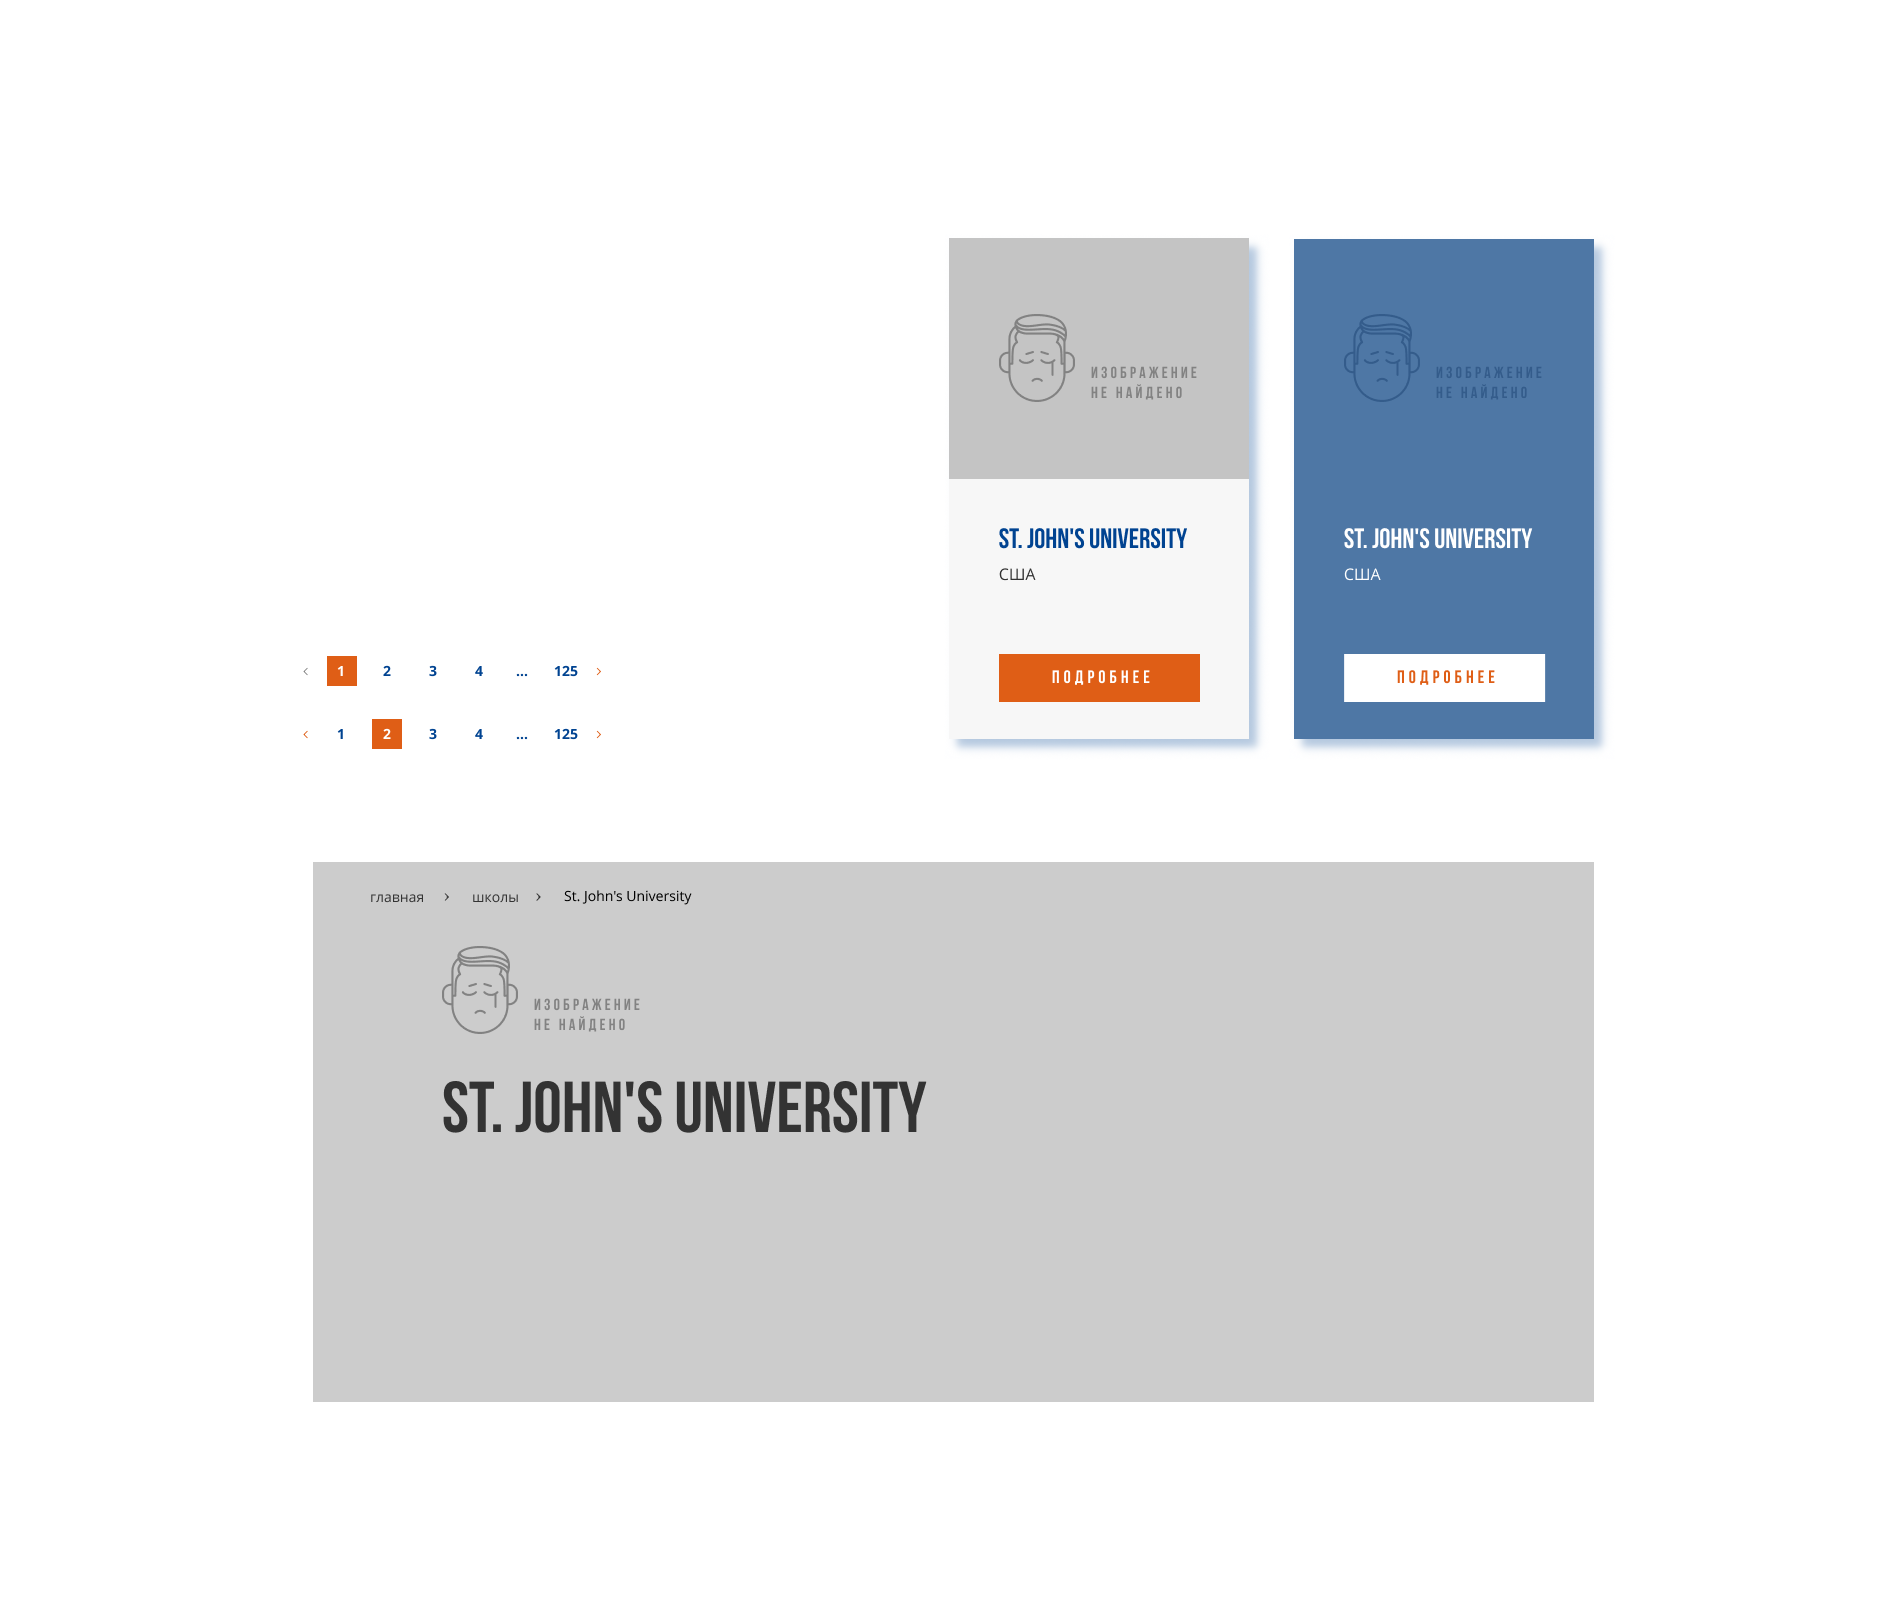 ИЗОБРАЖЕНИЕ
НЕ НАЙДЕНО
ST. JOHN'S UNIVERSITY
США
ПОДРОБНЕЕ
ИЗОБРАЖЕНИЕ
НЕ НАЙДЕНО
ST. JOHN'S UNIVERSITY
США
ПОДРОБНЕЕ
‹ 1 2 3 4 ... 125 ›
‹ 1 2 3 4 ... 125 ›
главная › школы › St. John's University
ИЗОБРАЖЕНИЕ
НЕ НАЙДЕНО
ST. JOHN'S UNIVERSITY